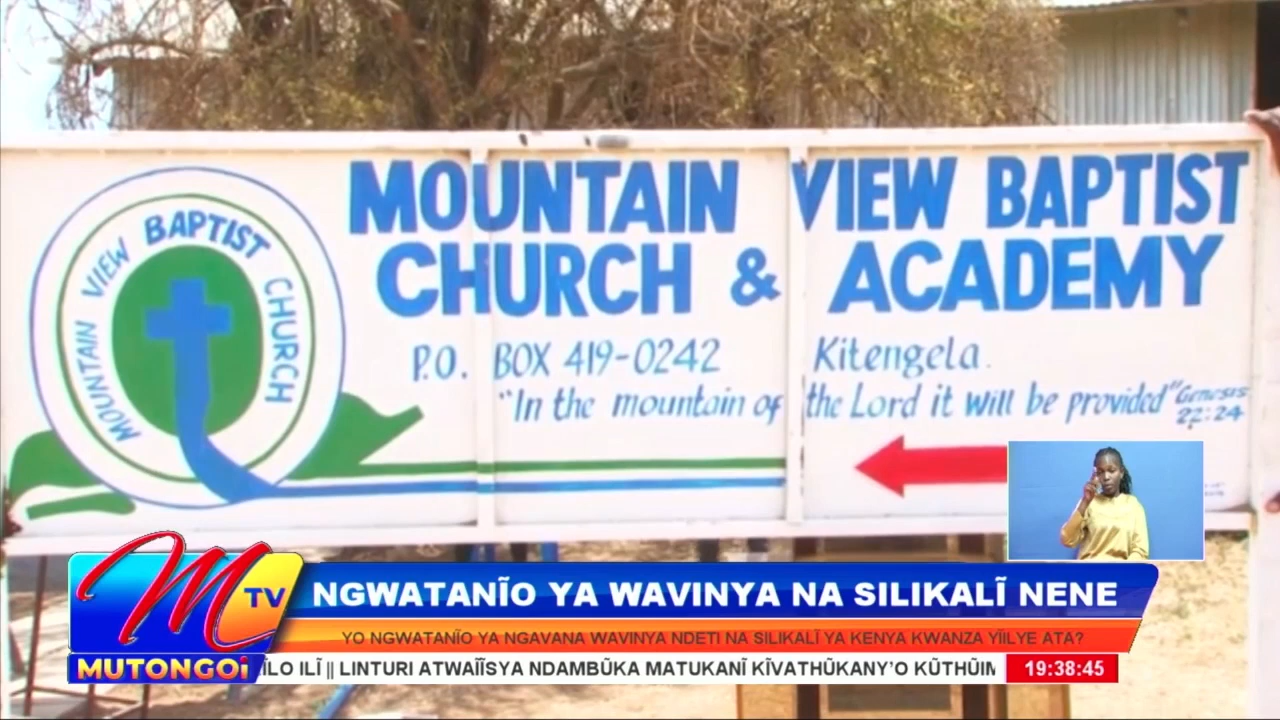 MOUNTAIN VIEW BAPTIST
CHURCH & ACADEMY
P.O. BOX 419-0242 Kitengela.
"In the mountain of the Lord it will be provided" Genesis
22:24
MOUNTAIN VIEW BAPTIST CHURCH
M TV
MUTONGOi
NGWATANĨO YA WAVINYA NA SILIKALĨ NENE
YO NGWATANĨO YA NGAVANA WAVINYA NDETI NA SILIKALĨ YA KENYA KWANZA YĨILYE ATA?
ILĨ || LINTURI ATWAĨĨSYA NDAMBŨKA MATUKANĨ KĨVATHŨKANY'O
19:38:45